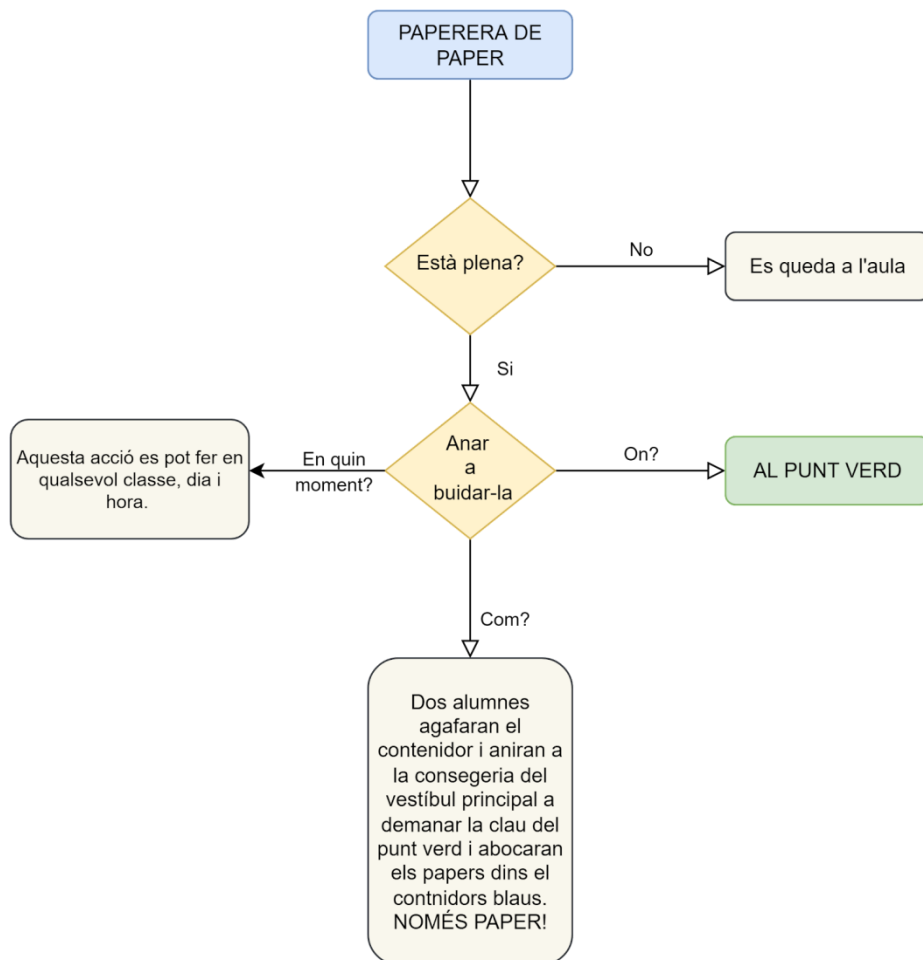 PAPERERA DE
PAPER
Està plena?
No
Es queda a l'aula
Si
Anar
a
buidar-la
En quin
moment?
Aquesta acció es pot fer en
qualsevol classe, dia i
hora.
On?
AL PUNT VERD
Com?
Dos alumnes
agafaran el
contenidor i aniran a
la consegeria del
vestíbul principal a
demanar la clau del
punt verd i abocaran
els papers dins el
contnidors blaus.
NOMÉS PAPER!